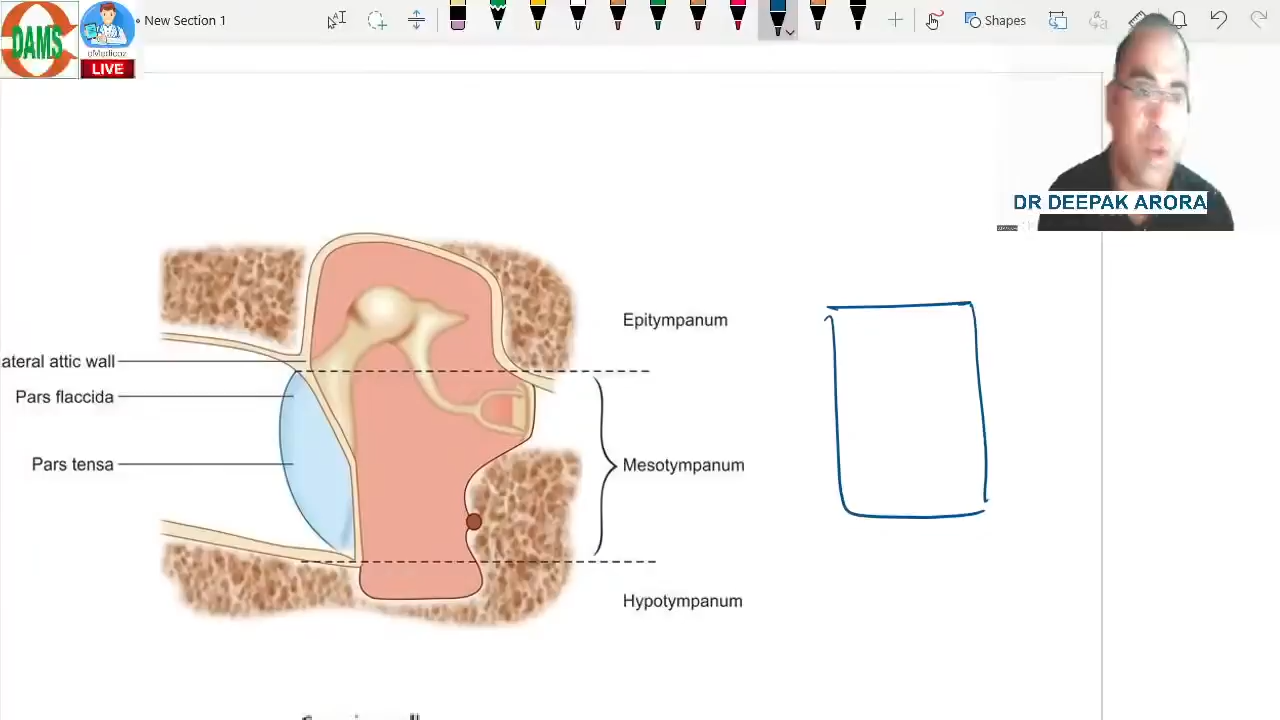 DAMS
eMedicoz
LIVE
New Section 1
Shapes
DR DEEPAK ARORA
Epitympanum
ateral attic wall
Pars flaccida
Pars tensa
Mesotympanum
Hypotympanum